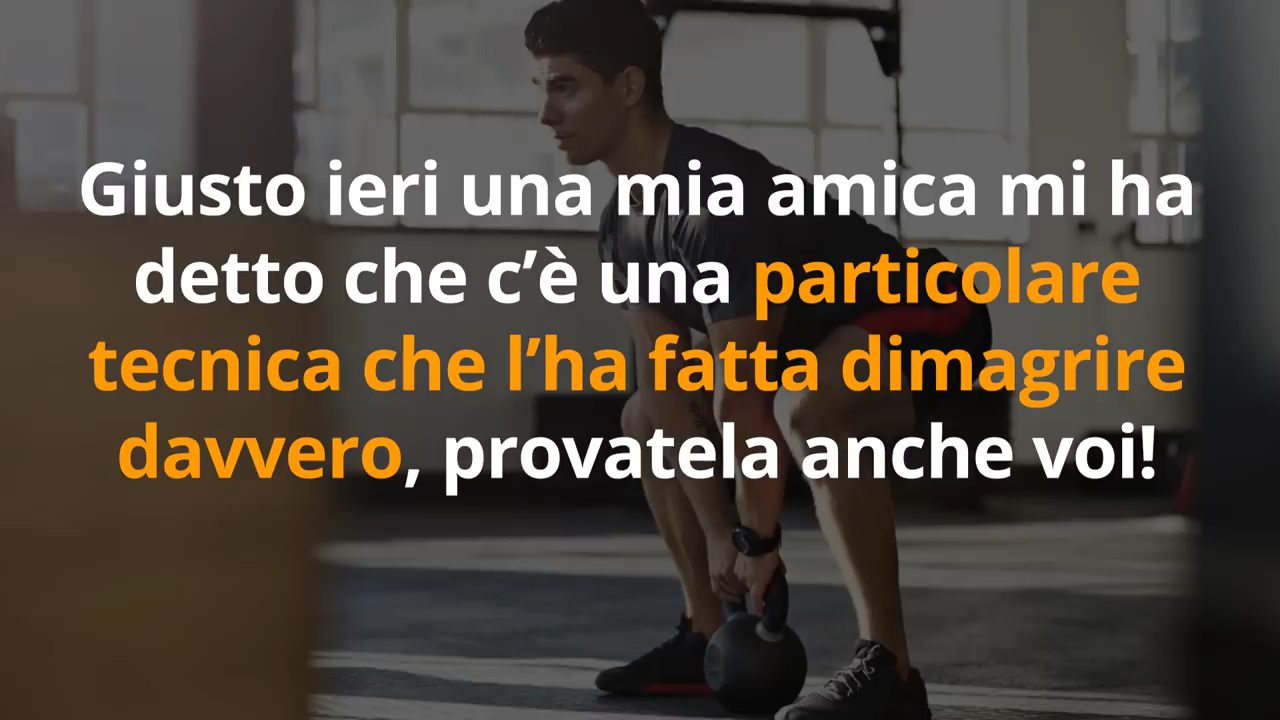 Giusto ieri una mia amica mi ha
detto che c’è una particolare
tecnica che l’ha fatta dimagrire
davvero, provatela anche voi!